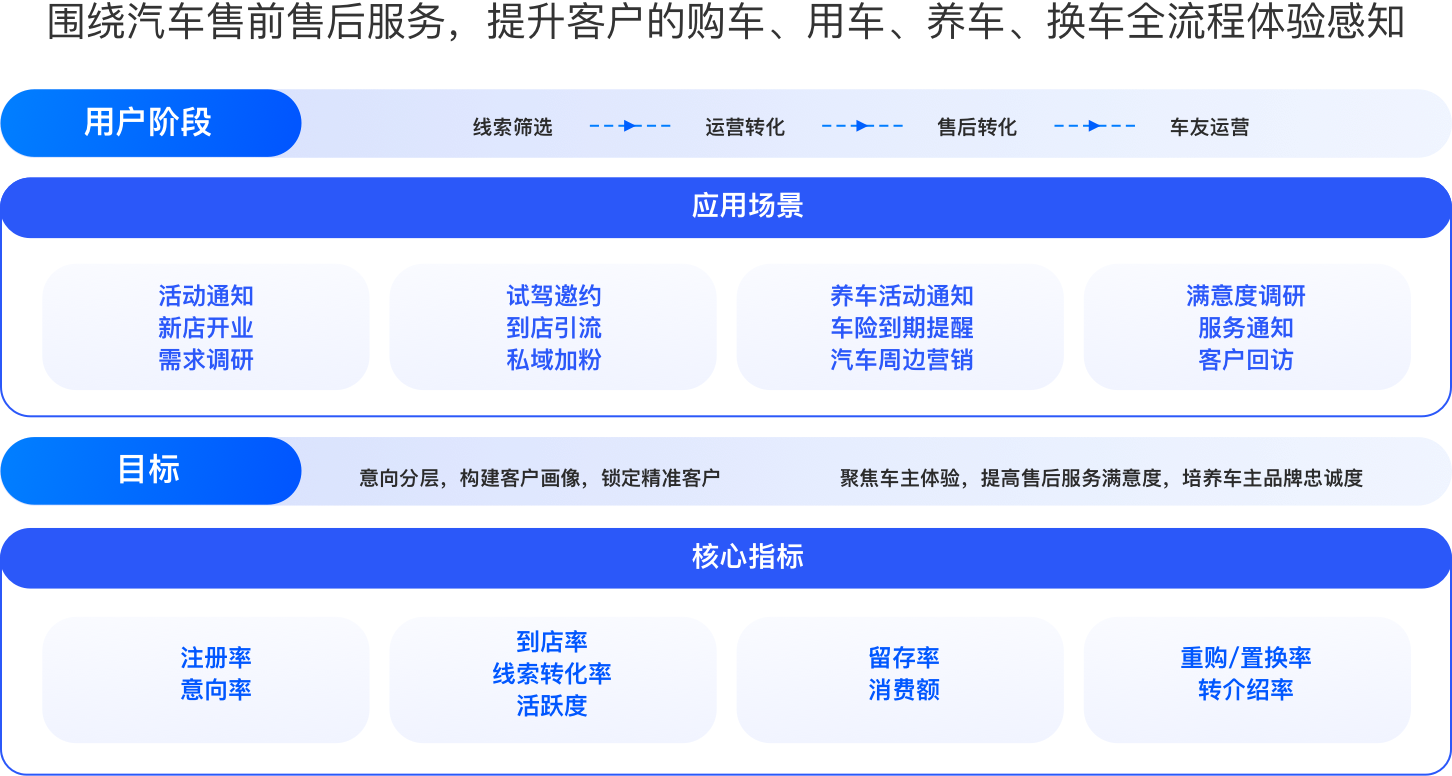 围绕汽车售前售后服务，提升客户的购车、用车、养车、换车全流程体验感知
用户阶段
线索筛选
运营转化
售后转化
车友运营
应用场景
活动通知
新店开业
需求调研
试驾邀约
到店引流
私域加粉
养车活动通知
车险到期提醒
汽车周边营销
满意度调研
服务通知
客户回访
目标
意向分层，构建客户画像，锁定精准客户
聚焦车主体验，提高售后服务满意度，培养车主品牌忠诚度
核心指标
注册率
意向率
到店率
线索转化率
活跃度
留存率
消费额
重购/置换率
转介绍率